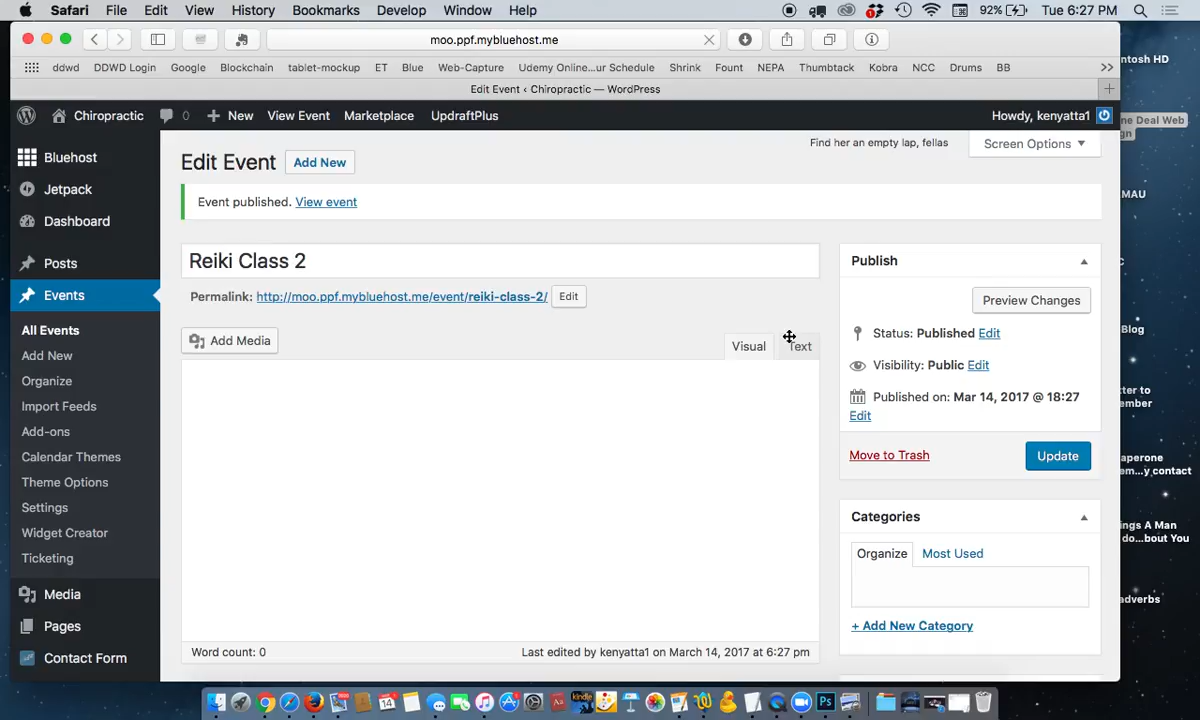 Safari File Edit View History Bookmarks Develop Window Help 92% Tue 6:27 PM
moo.ppf.mybluehost.me
ddwd DDWD Login Google Blockchain tablet-mockup ET Blue Web-Capture Udemy Online...ur Schedule Shrink Fount NEPA Thumbtack Kobra NCC Drums BB
Edit Event ‹ Chiropractic — WordPress
Chiropractic 0 + New View Event Marketplace UpdraftPlus Howdy, kenyatta1
Bluehost
Jetpack
Dashboard
Posts
Events
All Events
Add New
Organize
Import Feeds
Add-ons
Calendar Themes
Theme Options
Settings
Widget Creator
Ticketing
Media
Pages
Contact Form
Find her an empty lap, fellas
Screen Options
Edit Event Add New
Event published. View event
Reiki Class 2
Permalink: http://moo.ppf.mybluehost.me/event/reiki-class-2/ Edit
Add Media
Visual Text
Word count: 0 Last edited by kenyatta1 on March 14, 2017 at 6:27 pm
Publish
Preview Changes
Status: Published Edit
Visibility: Public Edit
Published on: Mar 14, 2017 @ 18:27
Edit
Move to Trash Update
Categories
Organize Most Used
+ Add New Category
ntosh HD
ne Deal Web
gn
MAU
Blog
tter to
ember
aperone
em...y contact
ings A Man
do...bout You
adverbs
14
kindle
Ps